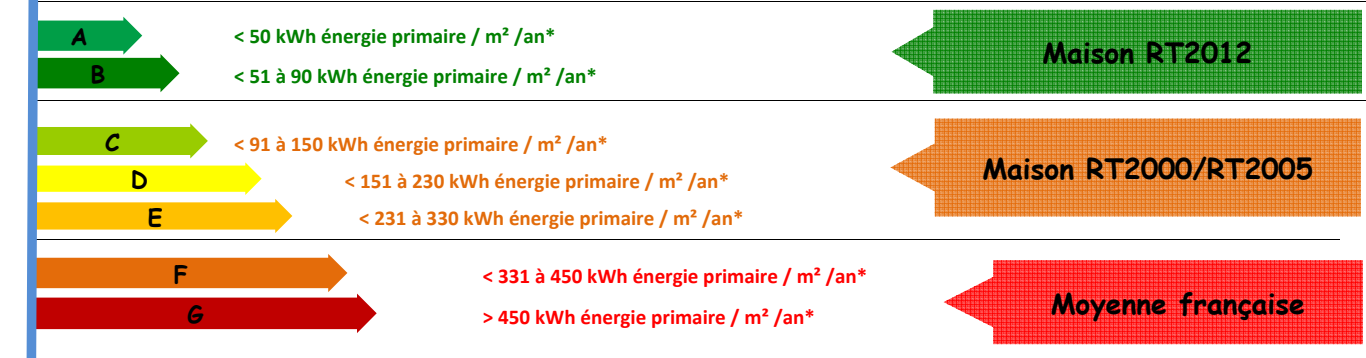 A < 50 kWh énergie primaire / m² /an*
Maison RT2012
B < 51 à 90 kWh énergie primaire / m² /an*
C < 91 à 150 kWh énergie primaire / m² /an*
Maison RT2000/RT2005
D < 151 à 230 kWh énergie primaire / m² /an*
E < 231 à 330 kWh énergie primaire / m² /an*
F < 331 à 450 kWh énergie primaire / m² /an*
Moyenne française
G > 450 kWh énergie primaire / m² /an*